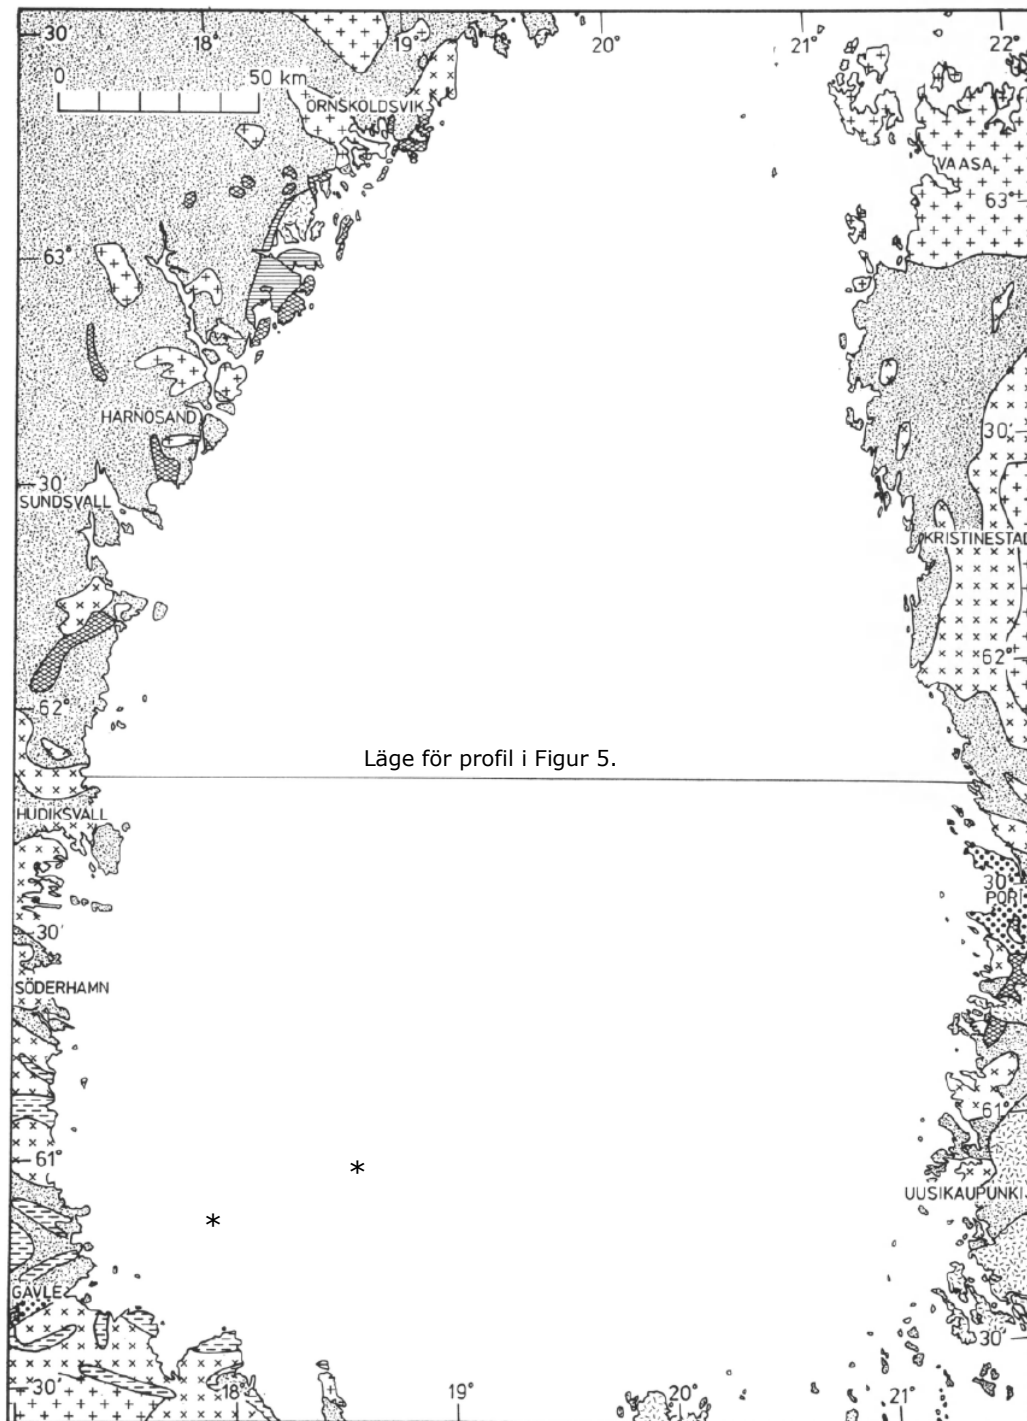 30
18°
19°
20°
21°
22°
0
50 km
ÖRNSKÖLDSVIK
VAASA
63°
63°
HÄRNÖSAND
30'
30
SUNDSVALL
KRISTINESTAD
62°
62°
Läge för profil i Figur 5.
HUDIKSVALL
30'
PORI
30'
SÖDERHAMN
61°
61°
*
UUSIKAUPUNKI
*
GÄVLE
30'
30'
18°
19°
20°
21°